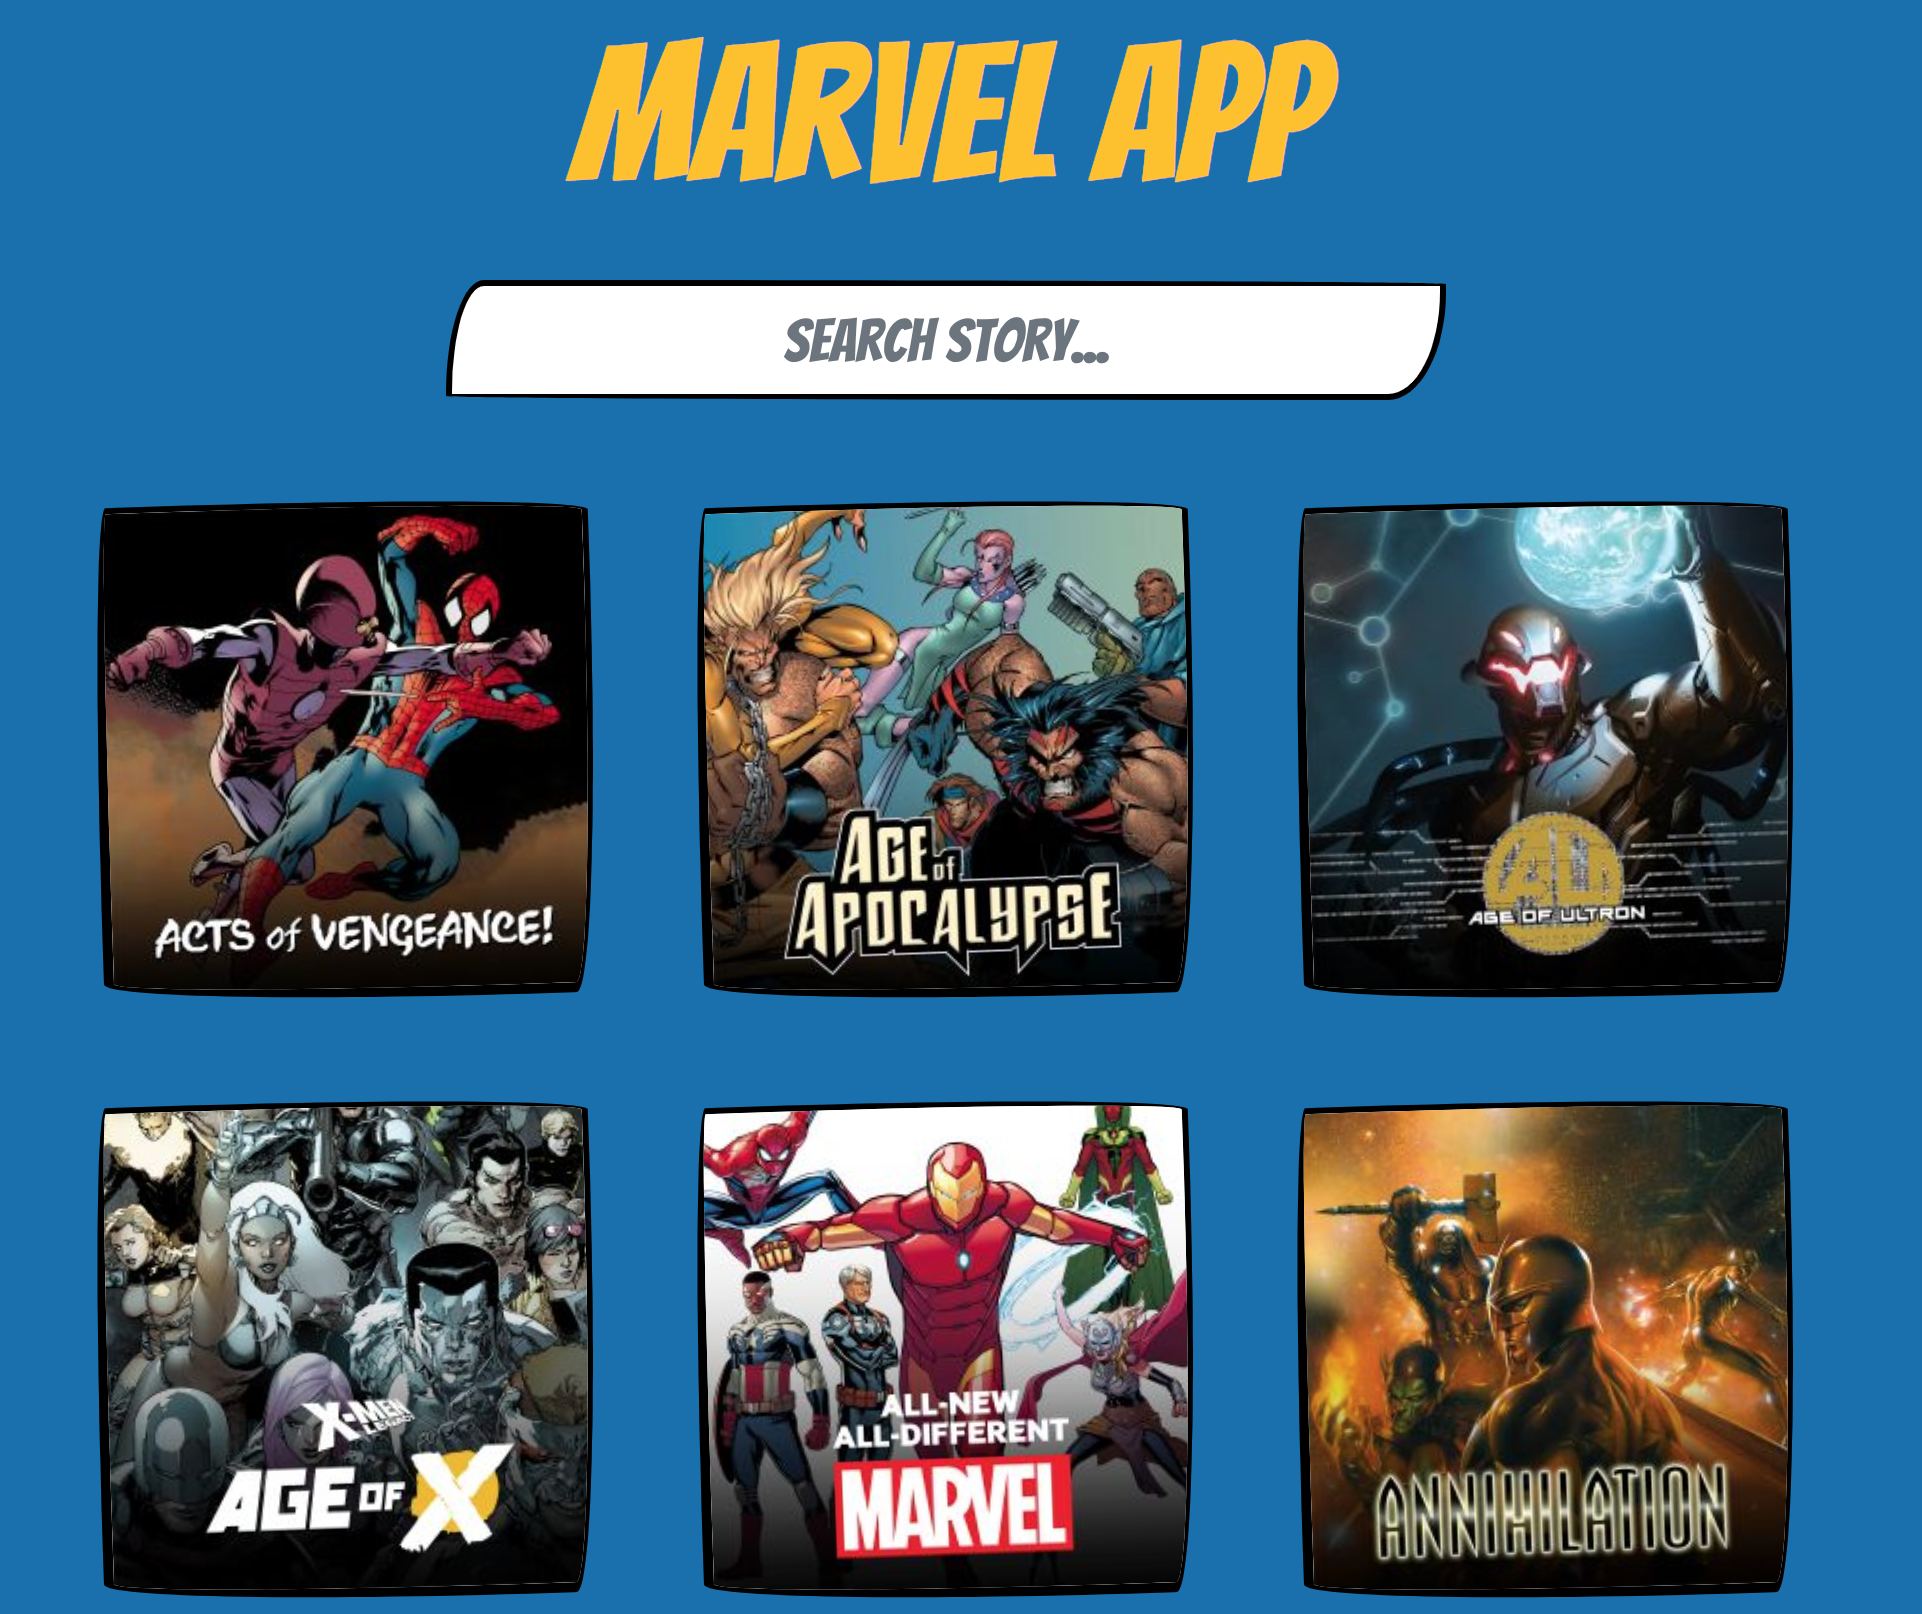 MARVEL APP
SEARCH STORY...
ACTS of VENGEANCE!
AGE of
APOCALYPSE
AGE OF ULTRON
X-MEN
LEGACY
AGE OF X
ALL-NEW
ALL-DIFFERENT
MARVEL
ANNIHILATION